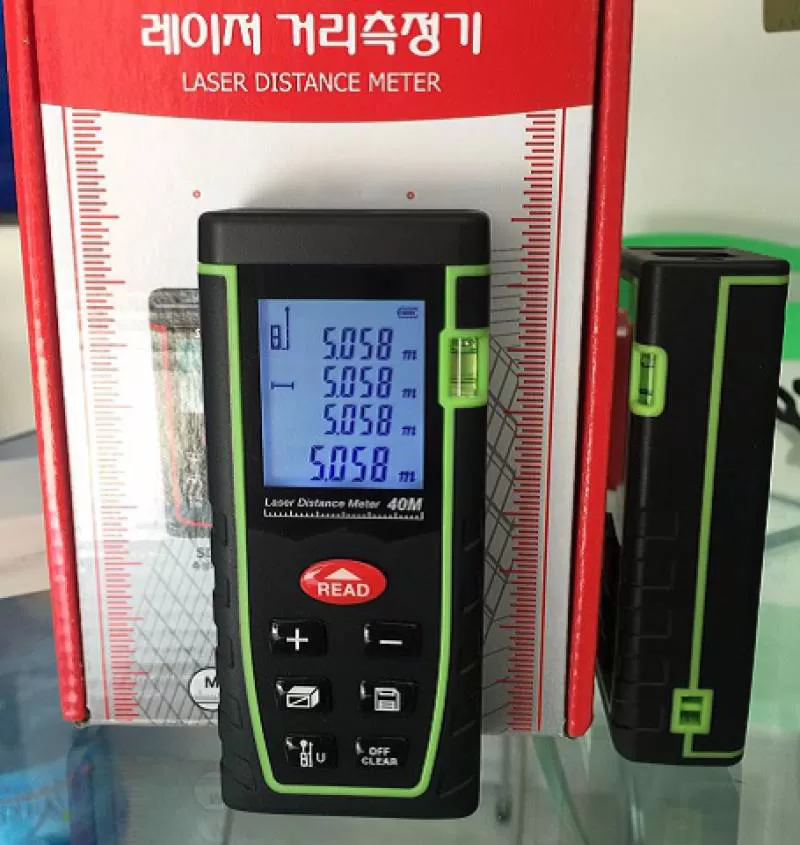 레이저 거리측정기
LASER DISTANCE METER
5.058 m
5.058 m
5.058 m
5.058 m
Laser Distance Meter 40M
READ
+ −
U OFF
CLEAR
M